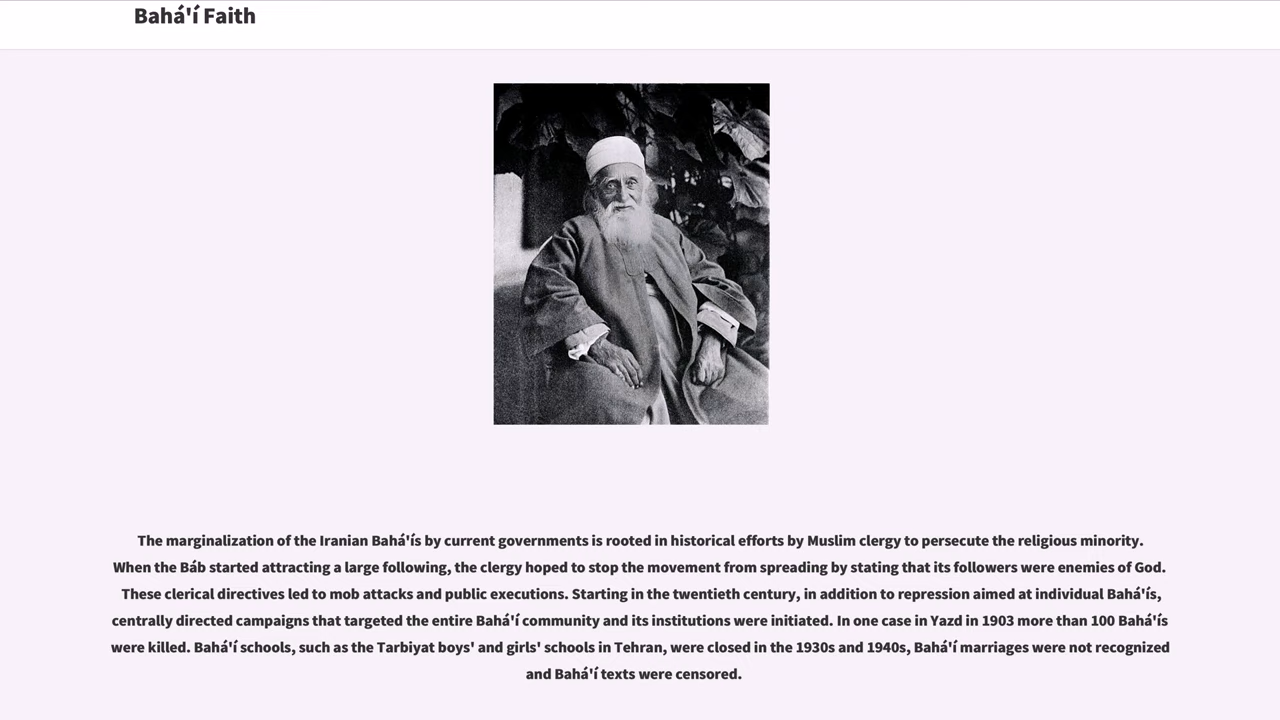 Bahá'í Faith
The marginalization of the Iranian Bahá'ís by current governments is rooted in historical efforts by Muslim clergy to persecute the religious minority.
When the Báb started attracting a large following, the clergy hoped to stop the movement from spreading by stating that its followers were enemies of God.
These clerical directives led to mob attacks and public executions. Starting in the twentieth century, in addition to repression aimed at individual Bahá'ís,
centrally directed campaigns that targeted the entire Bahá'í community and its institutions were initiated. In one case in Yazd in 1903 more than 100 Bahá'ís
were killed. Bahá'í schools, such as the Tarbiyat boys' and girls' schools in Tehran, were closed in the 1930s and 1940s, Bahá'í marriages were not recognized
and Bahá'í texts were censored.